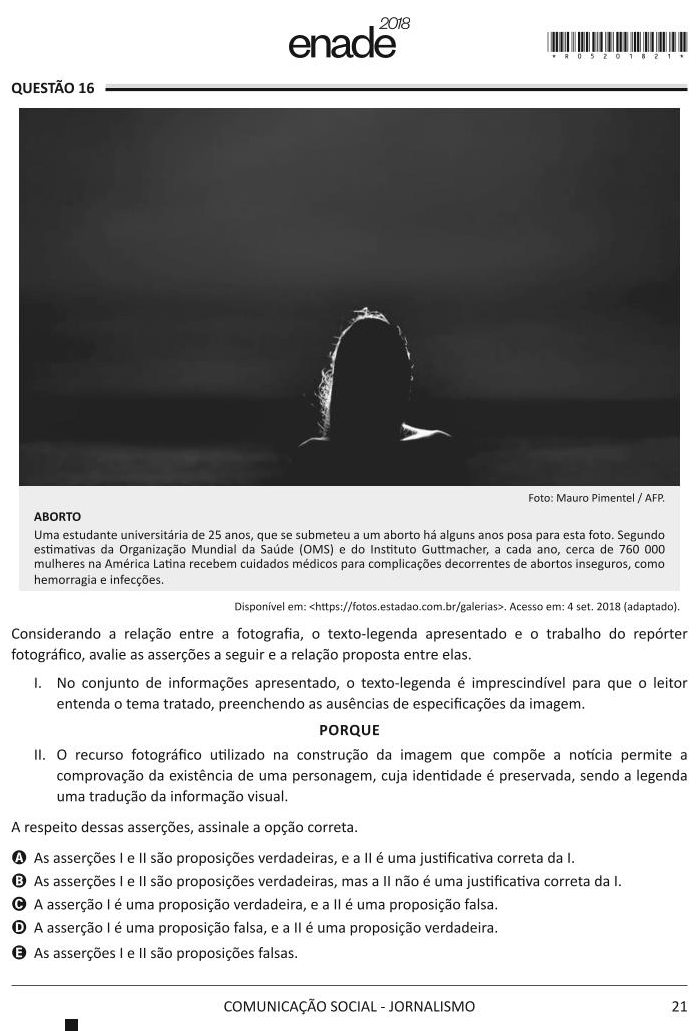 enade 2018
* R 0 5 2 0 1 8 2 1 *
QUESTÃO 16
Foto: Mauro Pimentel / AFP.
ABORTO
Uma estudante universitária de 25 anos, que se submeteu a um aborto há alguns anos posa para esta foto. Segundo
estimativas da Organização Mundial da Saúde (OMS) e do Instituto Guttmacher, a cada ano, cerca de 760 000
mulheres na América Latina recebem cuidados médicos para complicações decorrentes de abortos inseguros, como
hemorragia e infecções.
Disponível em: <https://fotos.estadao.com.br/galerias>. Acesso em: 4 set. 2018 (adaptado).
Considerando a relação entre a fotografia, o texto-legenda apresentado e o trabalho do repórter
fotográfico, avalie as asserções a seguir e a relação proposta entre elas.
I. No conjunto de informações apresentado, o texto-legenda é imprescindível para que o leitor
entenda o tema tratado, preenchendo as ausências de especificações da imagem.
PORQUE
II. O recurso fotográfico utilizado na construção da imagem que compõe a notícia permite a
comprovação da existência de uma personagem, cuja identidade é preservada, sendo a legenda
uma tradução da informação visual.
A respeito dessas asserções, assinale a opção correta.
A As asserções I e II são proposições verdadeiras, e a II é uma justificativa correta da I.
B As asserções I e II são proposições verdadeiras, mas a II não é uma justificativa correta da I.
C A asserção I é uma proposição verdadeira, e a II é uma proposição falsa.
D A asserção I é uma proposição falsa, e a II é uma proposição verdadeira.
E As asserções I e II são proposições falsas.
COMUNICAÇÃO SOCIAL - JORNALISMO 21